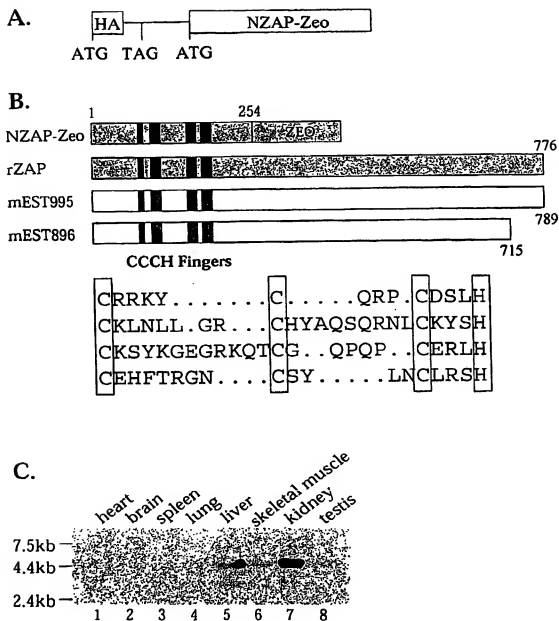 A.
HA NZAP-Zeo
ATG TAG ATG
B.
1 254
NZAP-Zeo ZEO
776
rZAP
mEST995
789
mEST896
715
CCCH Fingers
CRRKY.......C.....QRP.CDSLH
CKLNLL.GR...CHYAQSQRNLCKYSH
CKSYKGEGRKQTCG..QPQP..CERLH
CEHFTRGN....CSY.....LNCLRSH
C.
heart brain spleen lung liver skeletal muscle kidney testis
7.5kb
4.4kb
2.4kb
1 2 3 4 5 6 7 8